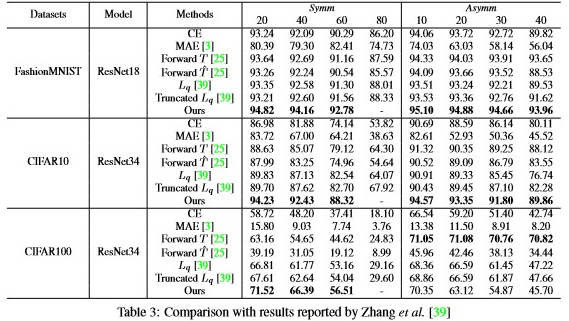 Datasets Model Methods Symm Asymm
20 40 60 80 10 20 30 40
CE 93.24 92.09 90.29 86.20 94.06 93.72 92.72 89.82
MAE [3] 80.39 79.30 82.41 74.73 74.03 63.03 58.14 56.04
Forward T [25] 93.64 92.69 91.16 87.59 94.33 94.03 93.91 93.65
FashionMNIST ResNet18 Forward T̂ [25] 93.26 92.24 90.54 85.57 94.09 93.66 93.52 88.53
Lq [39] 93.35 92.58 91.30 88.01 93.51 93.24 92.21 89.53
Truncated Lq [39] 93.21 92.60 91.56 88.33 93.53 93.36 92.76 91.62
Ours 94.82 94.16 92.78 - 95.10 94.88 94.66 93.96
CE 86.98 81.88 74.14 53.82 90.69 88.59 86.14 80.11
MAE [3] 83.72 67.00 64.21 38.63 82.61 52.93 50.36 45.52
Forward T [25] 88.63 85.07 79.12 64.30 91.32 90.35 89.25 88.12
CIFAR10 ResNet34 Forward T̂ [25] 87.99 83.25 74.96 54.64 90.52 89.09 86.79 83.55
Lq [39] 89.83 87.13 82.54 64.07 90.91 89.33 85.45 76.74
Truncated Lq [39] 89.70 87.62 82.70 67.92 90.43 89.45 87.10 82.28
Ours 94.23 92.43 88.32 - 94.57 93.35 91.80 89.86
CE 58.72 48.20 37.41 18.10 66.54 59.20 51.40 42.74
MAE [3] 15.80 9.03 7.74 3.76 13.38 11.50 8.91 8.20
Forward T [25] 63.16 54.65 44.62 24.83 71.05 71.08 70.76 70.82
CIFAR100 ResNet34 Forward T̂ [25] 39.19 31.05 19.12 8.99 45.96 42.46 38.13 34.44
Lq [39] 66.81 61.77 53.16 29.16 68.36 66.59 61.45 47.22
Truncated Lq [39] 67.61 62.64 54.04 29.60 68.86 66.59 61.87 47.66
Ours 71.52 66.39 56.51 - 70.35 63.12 54.87 45.70
Table 3: Comparison with results reported by Zhang et al. [39]